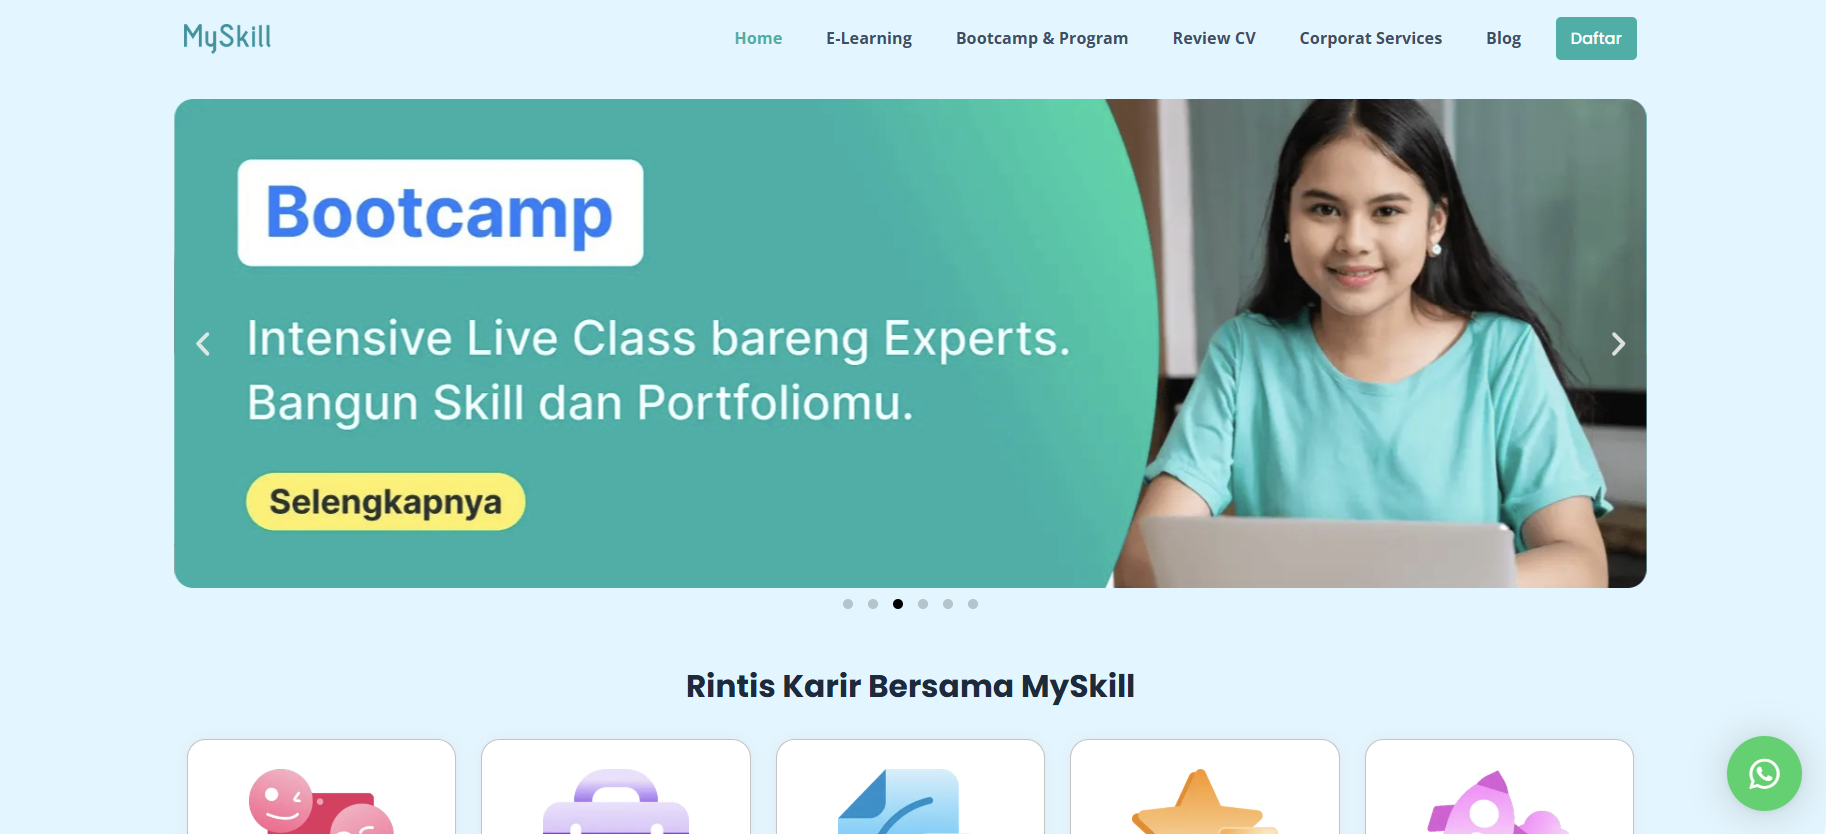 MySkill
Home
E-Learning
Bootcamp & Program
Review CV
Corporat Services
Blog
Daftar
Bootcamp
Intensive Live Class bareng Experts.
Bangun Skill dan Portfoliomu.
Selengkapnya
Rintis Karir Bersama MySkill